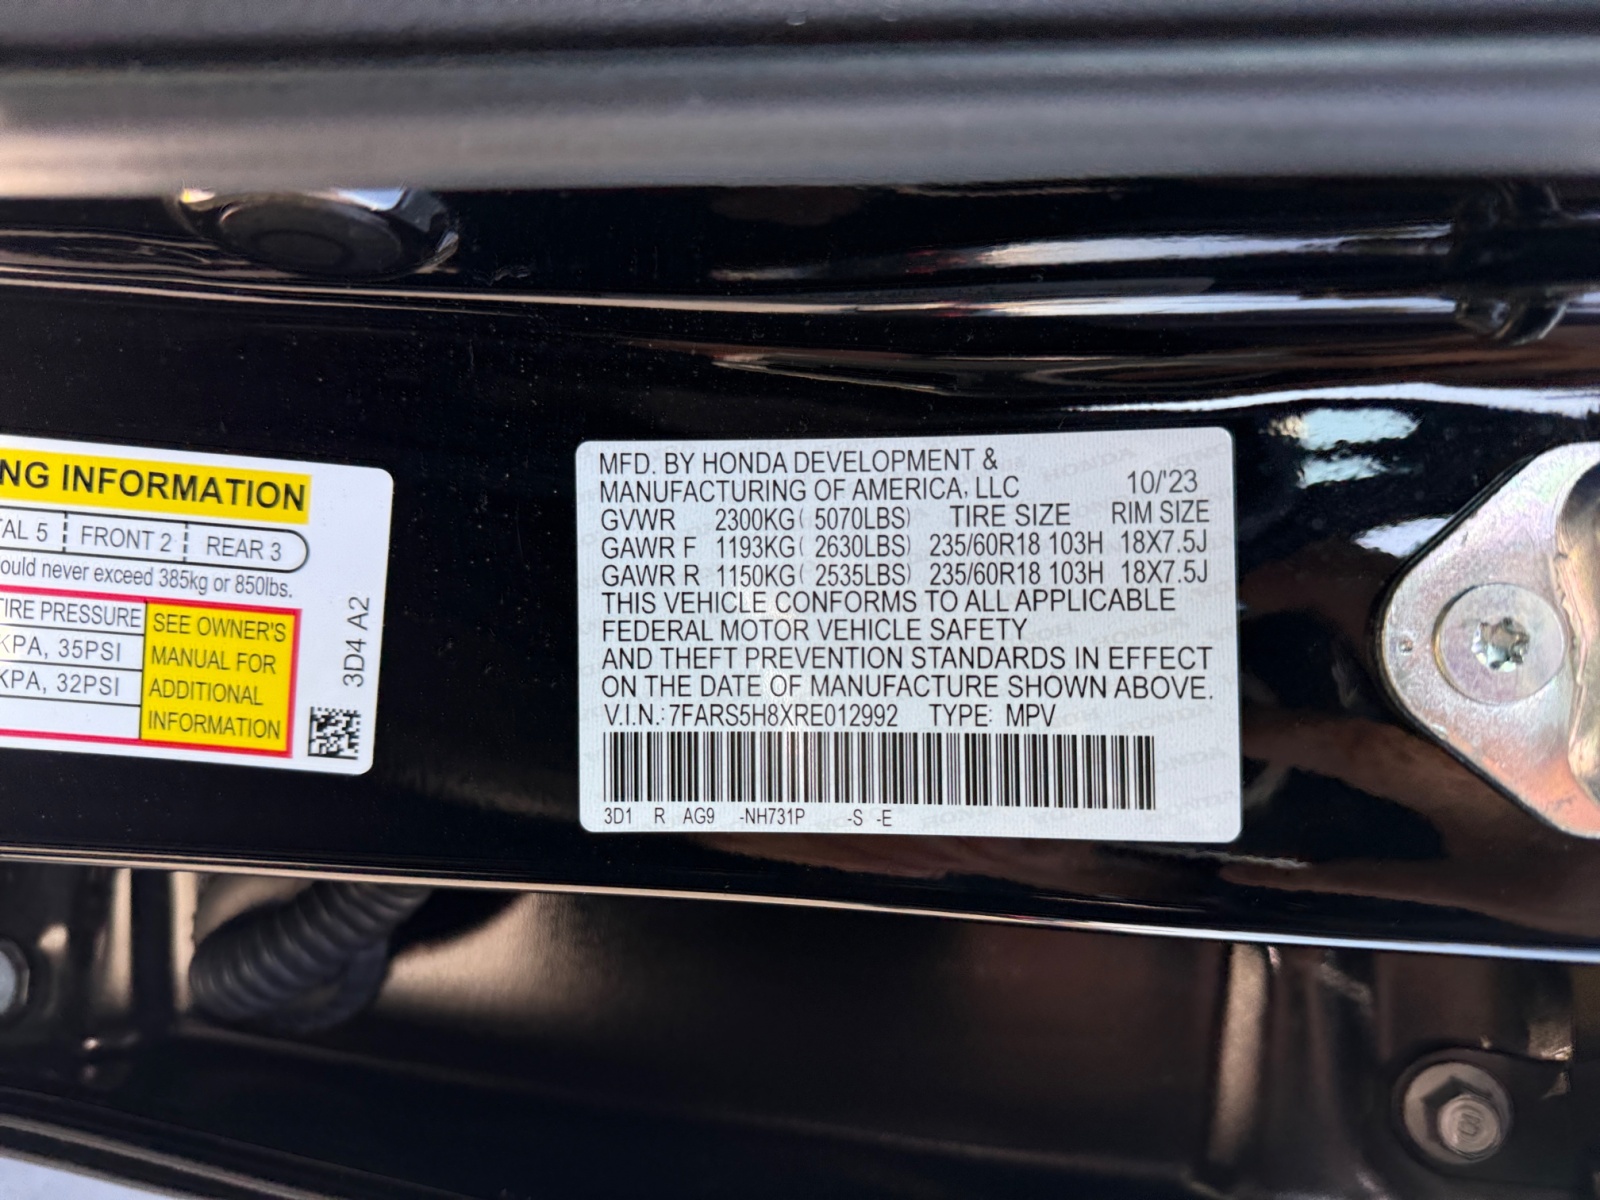 NG INFORMATION
TAL 5 FRONT 2 REAR 3
ould never exceed 385kg or 850lbs.
TIRE PRESSURE
KPA, 35PSI
KPA, 32PSI
SEE OWNER'S
MANUAL FOR
ADDITIONAL
INFORMATION
3D4 A2
MFD. BY HONDA DEVELOPMENT &
MANUFACTURING OF AMERICA, LLC 10/'23
GVWR 2300KG( 5070LBS) TIRE SIZE RIM SIZE
GAWR F 1193KG( 2630LBS) 235/60R18 103H 18X7.5J
GAWR R 1150KG( 2535LBS) 235/60R18 103H 18X7.5J
THIS VEHICLE CONFORMS TO ALL APPLICABLE
FEDERAL MOTOR VEHICLE SAFETY
AND THEFT PREVENTION STANDARDS IN EFFECT
ON THE DATE OF MANUFACTURE SHOWN ABOVE.
V.I.N.: 7FARS5H8XRE012992 TYPE: MPV
3D1 R AG9 -NH731P -S -E